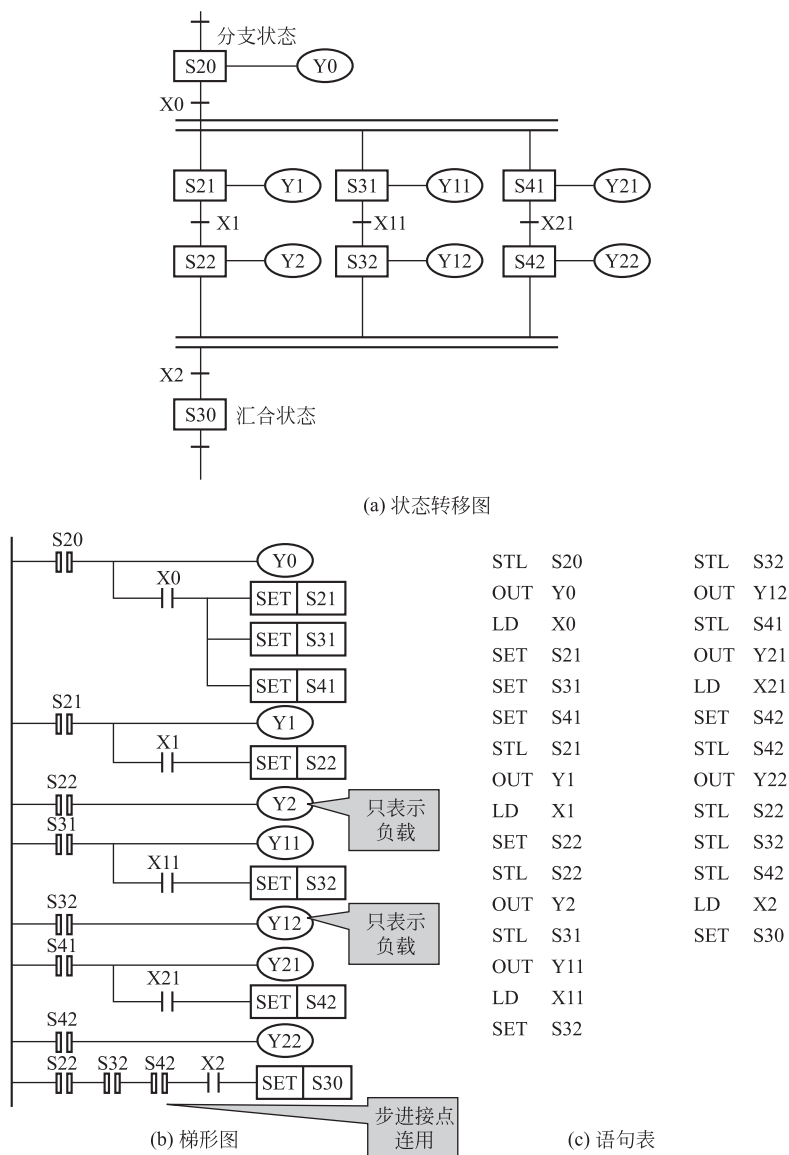 分支状态
S20 Y0
X0
S21 Y1 S31 Y11 S41 Y21
X1 X11 X21
S22 Y2 S32 Y12 S42 Y22
X2
S30 汇合状态
(a) 状态转移图
S20
Y0
X0
SET S21
SET S31
SET S41
S21
Y1
X1
SET S22
S22
Y2
只表示
负载
S31
Y11
X11
SET S32
S32
Y12
只表示
负载
S41
Y21
X21
SET S42
S42
Y22
S22 S32 S42 X2
SET S30
步进接点
连用
(b) 梯形图
STL S20
OUT Y0
LD X0
SET S21
SET S31
SET S41
STL S21
OUT Y1
LD X1
SET S22
STL S22
OUT Y2
STL S31
OUT Y11
LD X11
SET S32
STL S32
OUT Y12
STL S41
OUT Y21
LD X21
SET S42
STL S42
OUT Y22
STL S22
STL S32
STL S42
LD X2
SET S30
(c) 语句表